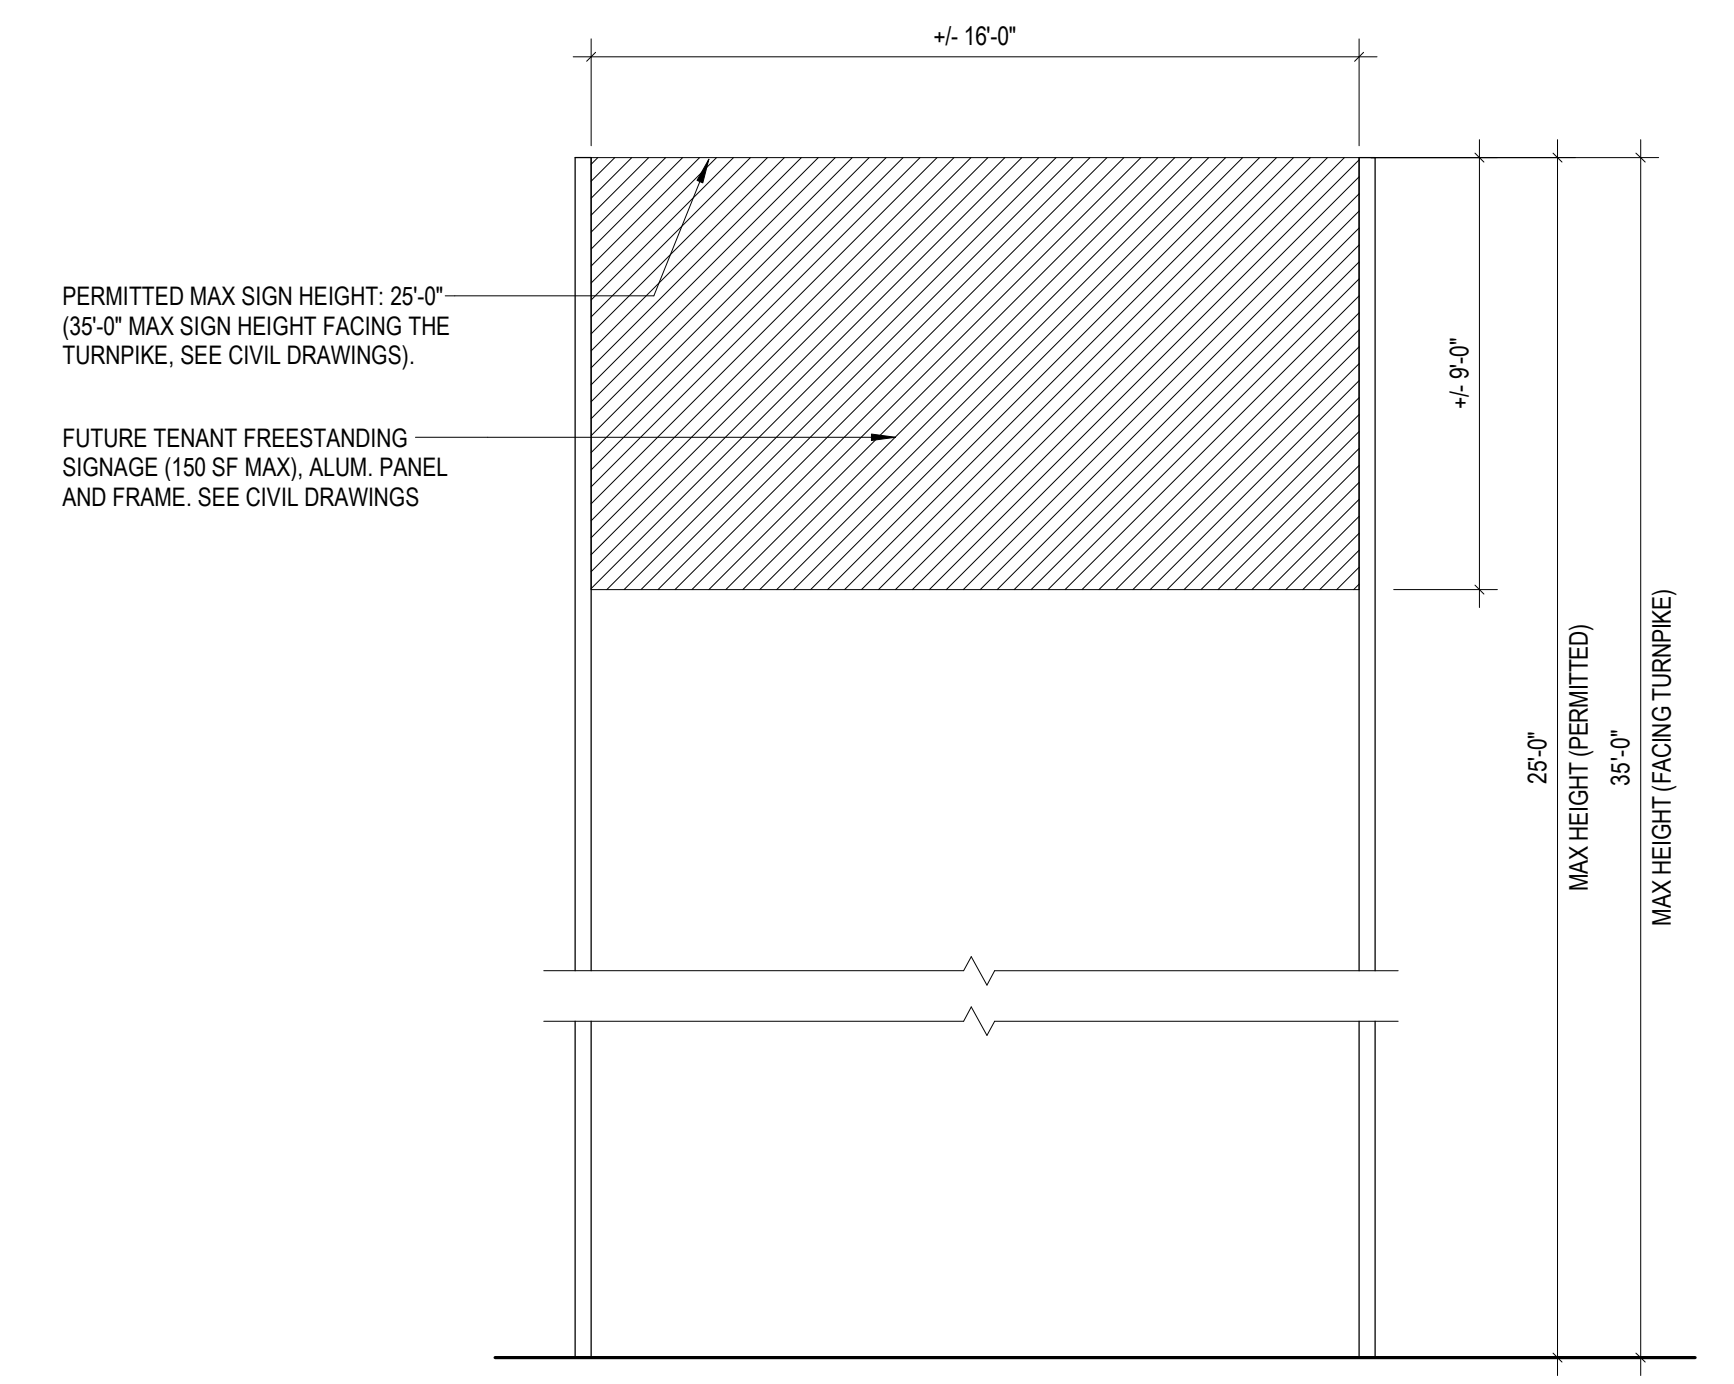 +/- 16'-0"
PERMITTED MAX SIGN HEIGHT: 25'-0"
(35'-0" MAX SIGN HEIGHT FACING THE
TURNPIKE, SEE CIVIL DRAWINGS).
FUTURE TENANT FREESTANDING
SIGNAGE (150 SF MAX), ALUM. PANEL
AND FRAME. SEE CIVIL DRAWINGS
+/- 9'-0"
25'-0"
MAX HEIGHT (PERMITTED)
35'-0"
MAX HEIGHT (FACING TURNPIKE)